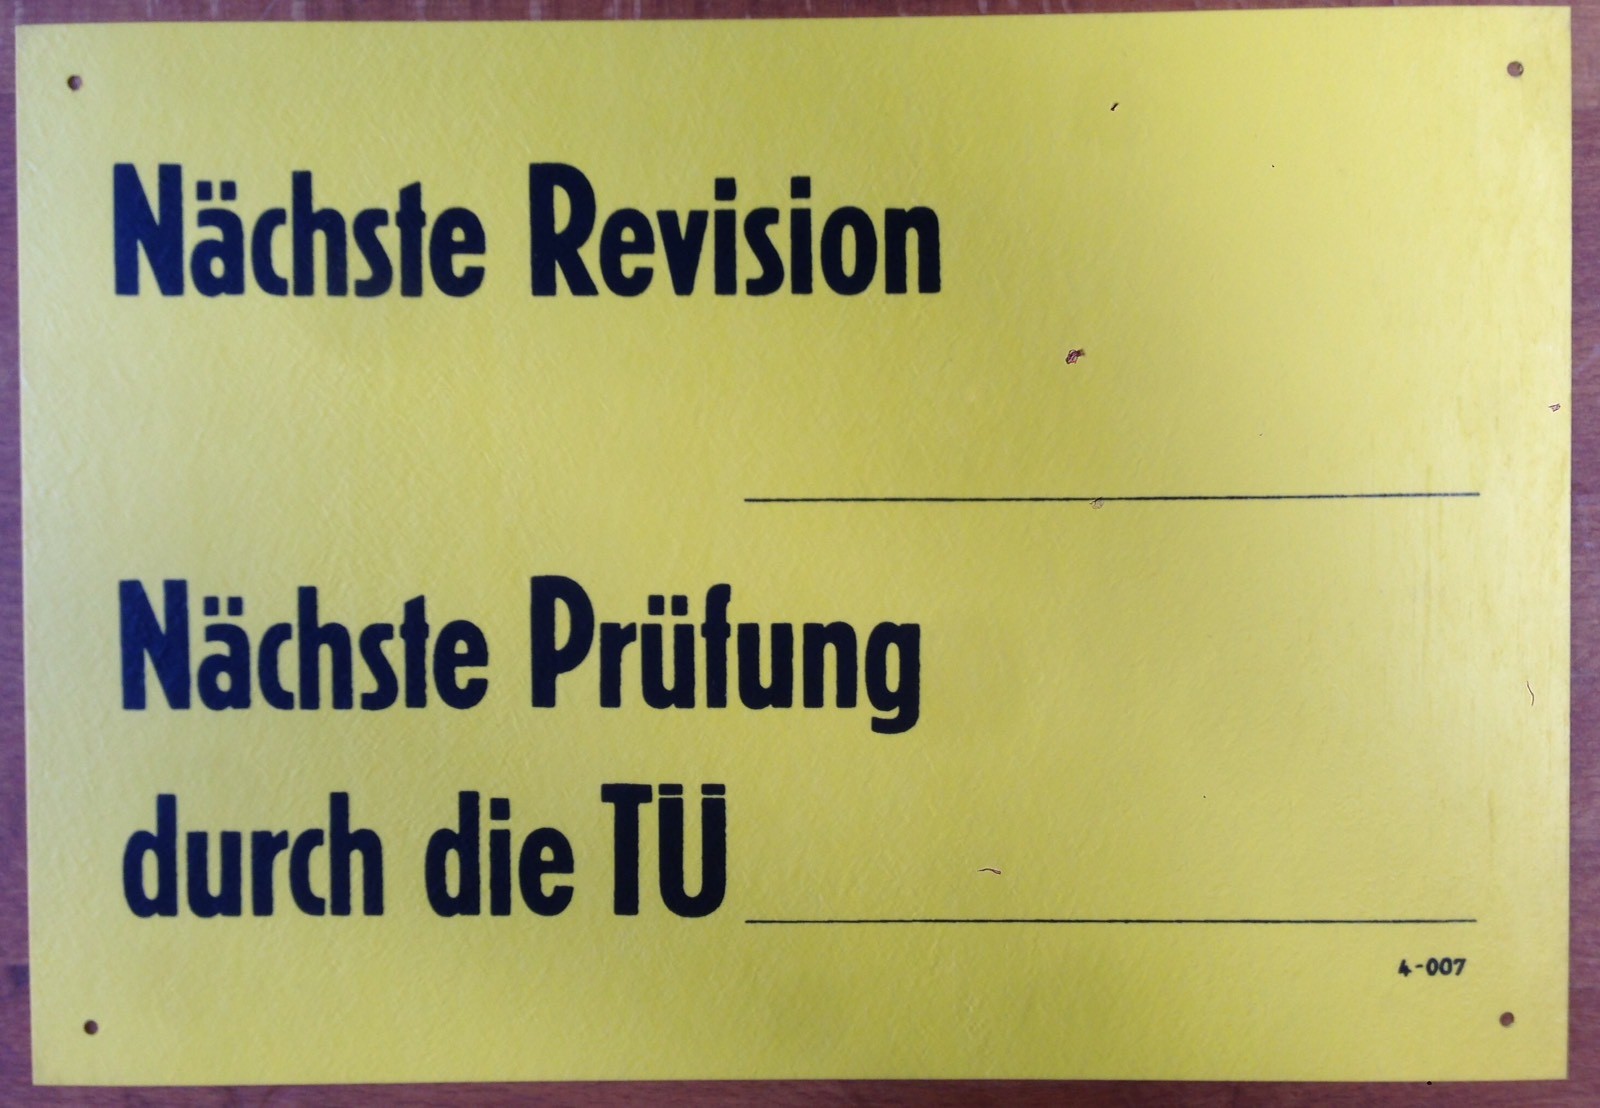 Nächste Revision
Nächste Prüfung
durch die TÜ
4-007